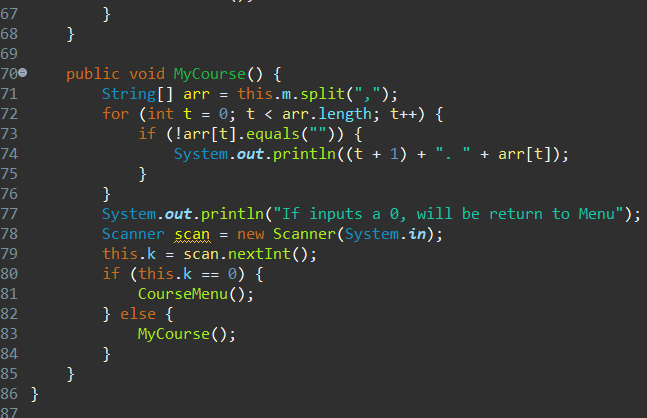 67 }
68 }
69
70 public void MyCourse() {
71 String[] arr = this.m.split(",");
72 for (int t = 0; t < arr.length; t++) {
73 if (!arr[t].equals("")) {
74 System.out.println((t + 1) + ". " + arr[t]);
75 }
76 }
77 System.out.println("If inputs a 0, will be return to Menu");
78 Scanner scan = new Scanner(System.in);
79 this.k = scan.nextInt();
80 if (this.k == 0) {
81 CourseMenu();
82 } else {
83 MyCourse();
84 }
85 }
86 }
87